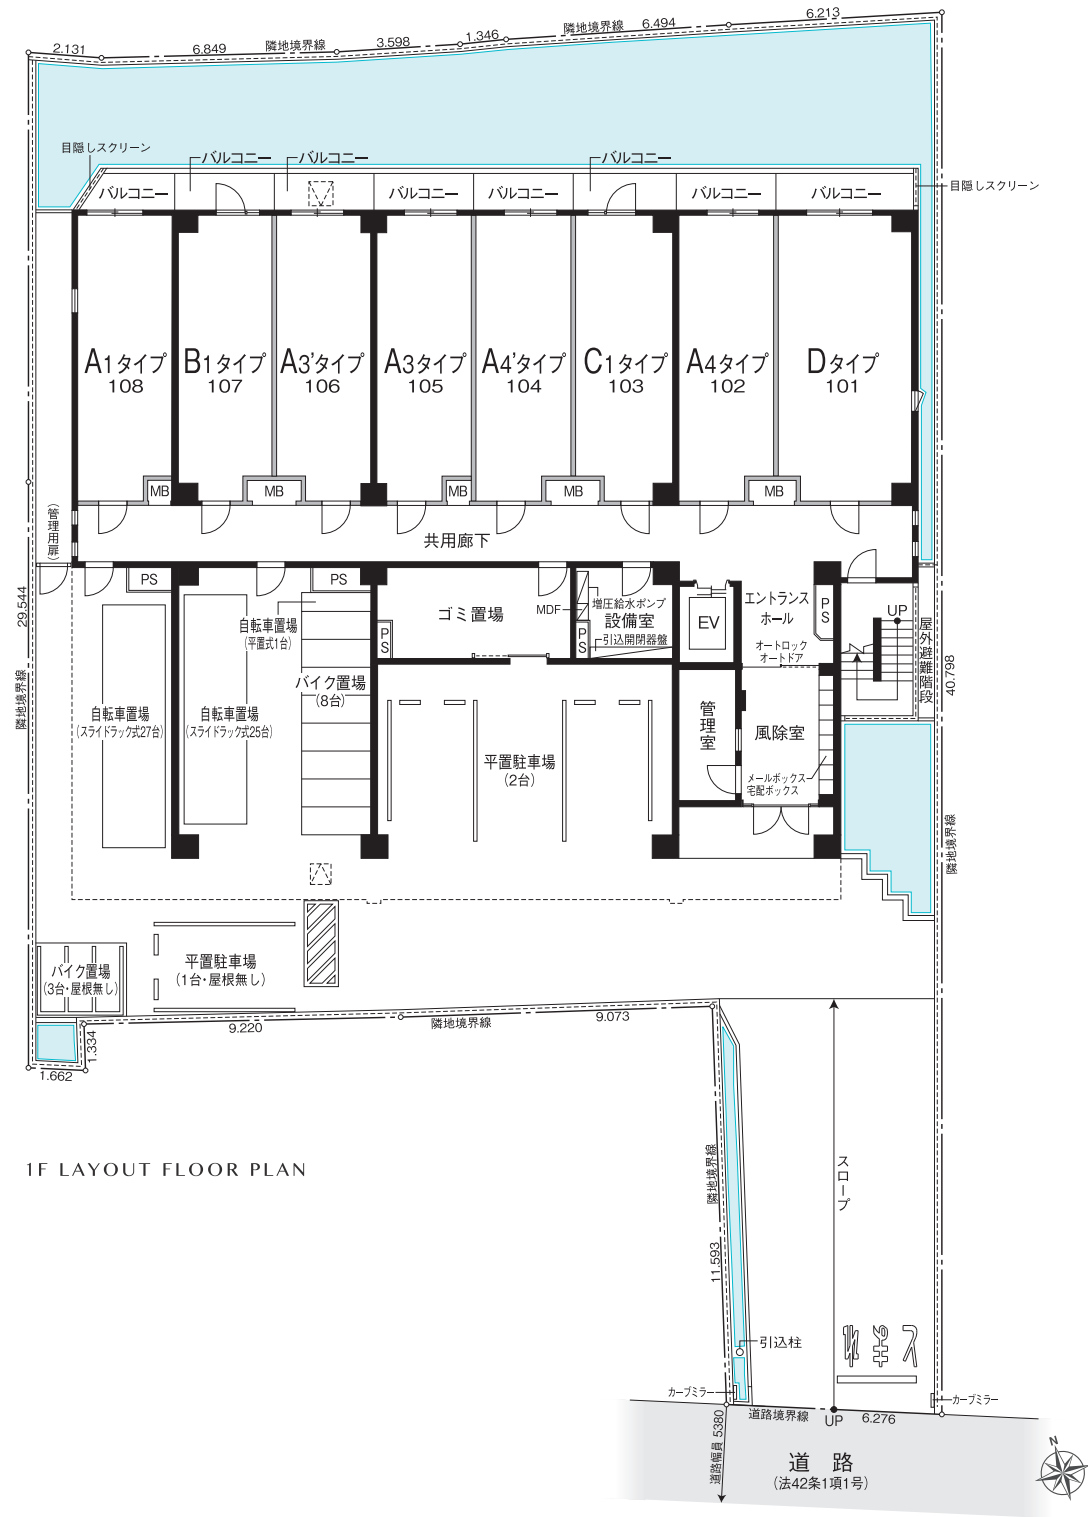 6.213
6.494
隣地境界線
1.346
3.598
隣地境界線
6.849
2.131
目隠しスクリーン
バルコニー
バルコニー
バルコニー
目隠しスクリーン
バルコニー
バルコニー
バルコニー
バルコニー
バルコニー
A1タイプ
108
B1タイプ
107
A3'タイプ
106
A3タイプ
105
A4'タイプ
104
C1タイプ
103
A4タイプ
102
Dタイプ
101
MB
MB
MB
MB
MB
(管理用扉)
共用廊下
PS
PS
29.544
隣地境界線
自転車置場
(平置式1台)
ゴミ置場
PS
MDF
増圧給水ポンプ
設備室
引込開閉器盤
PS
EV
エントランス
ホール
PS
オートロック
オートドア
UP
屋外避難階段
40.798
隣地境界線
バイク置場
(8台)
自転車置場
(スライドラック式27台)
自転車置場
(スライドラック式25台)
平置駐車場
(2台)
管理室
風除室
メールボックス
宅配ボックス
バイク置場
(3台・屋根無し)
平置駐車場
(1台・屋根無し)
9.220
隣地境界線
9.073
1.334
1.662
1F LAYOUT FLOOR PLAN
隣地境界線
11.593
スロープ
引込柱
止まれ
カーブミラー
カーブミラー
道路境界線
UP
6.276
道路幅員 5380
道 路
(法42条1項1号)
N